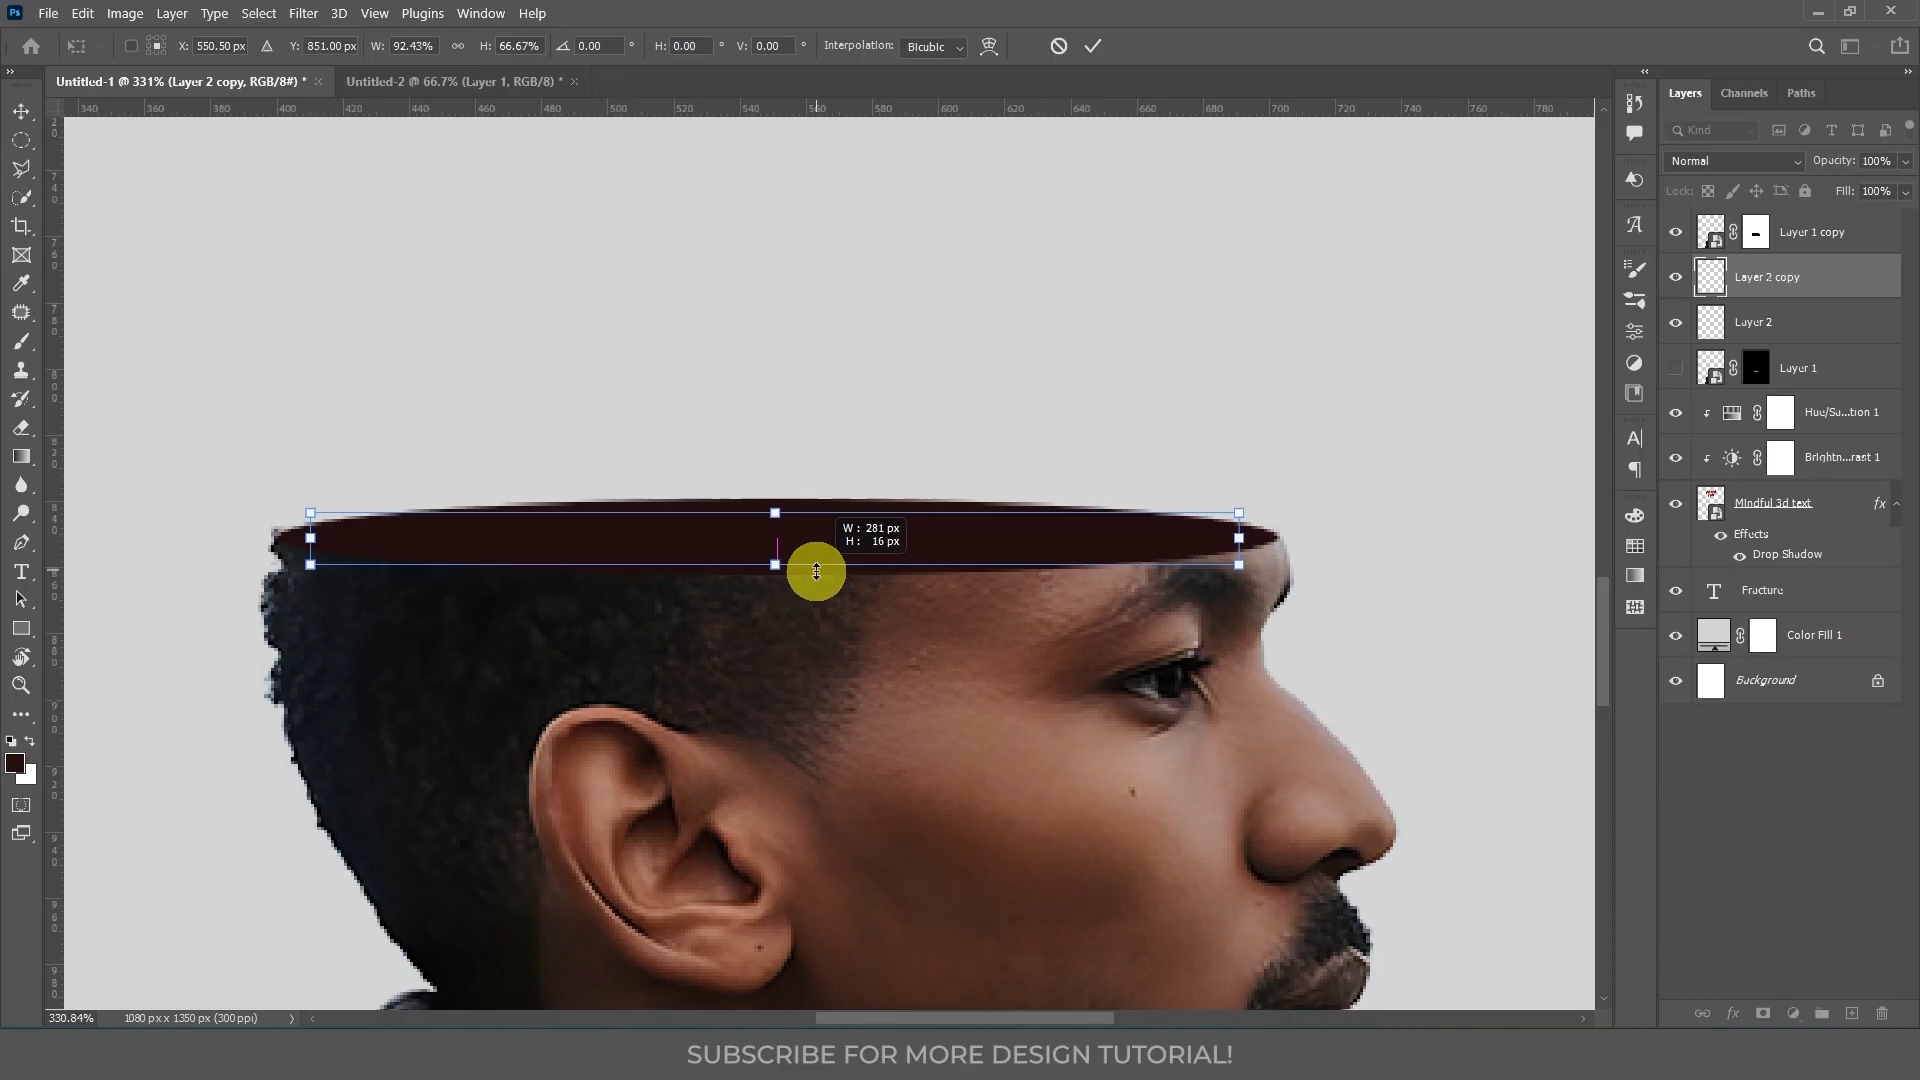 File Edit Image Layer Type Select Filter 3D View Plugins Window Help
X: 550.50 px Y: 851.00 px W: 92.43% H: 66.67% 0.00 ° H: 0.00 ° V: 0.00 ° Interpolation: Bicubic
Untitled-1 @ 331% (Layer 2 copy, RGB/8#) * Untitled-2 @ 66.7% (Layer 1, RGB/8) *
Layers Channels Paths
340 360 380 400 420 440 460 480 500 520 540 560 580 600 620 640 660 680 700 720 740 760 780
Kind
Normal Opacity: 100%
Lock: Fill: 100%
Layer 1 copy
Layer 2 copy
Layer 2
Layer 1
Hue/Sa...tion 1
Brightn...rast 1
Mindful 3d text fx
Effects
Drop Shadow
Fracture
Color Fill 1
Background
W : 281 px
H : 16 px
330.84% 1080 px x 1350 px (300 ppi)
SUBSCRIBE FOR MORE DESIGN TUTORIAL!